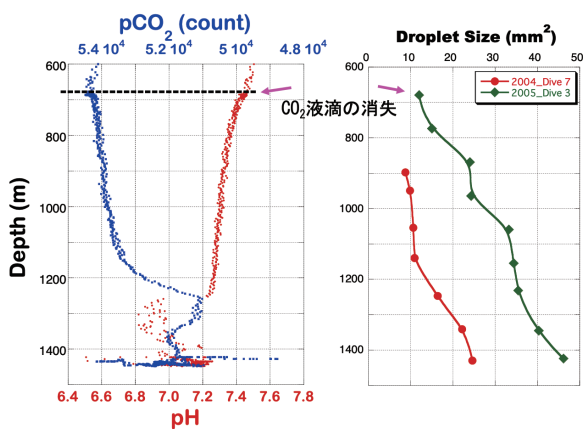 pCO2 (count)
5.4 10^4 5.2 10^4 5 10^4 4.8 10^4
600
800
1000
1200
1400
Depth (m)
6.4 6.6 6.8 7.0 7.2 7.4 7.6 7.8
pH
CO2液滴の消失
Droplet Size (mm2)
0 10 20 30 40 50
2004_Dive 7
2005_Dive 3
600
800
1000
1200
1400